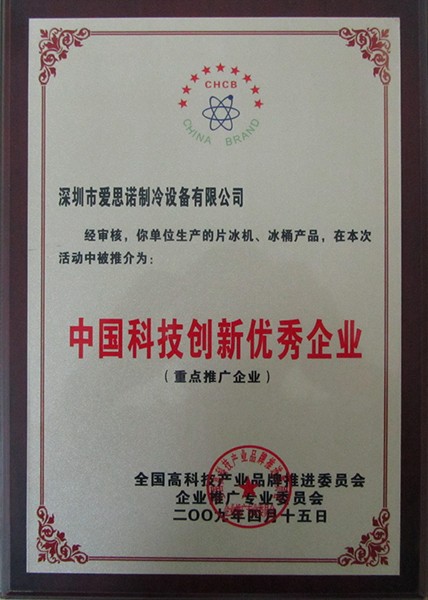 CHCB
CHINA BRAND
深圳市爱思诺制冷设备有限公司
经审核，你单位生产的片冰机、冰桶产品，在本次
活动中被推介为：
中国科技创新优秀企业
（重点推广企业）
全国高科技产业品牌推进委员会
企业推广专业委员会
二〇〇九年四月十五日